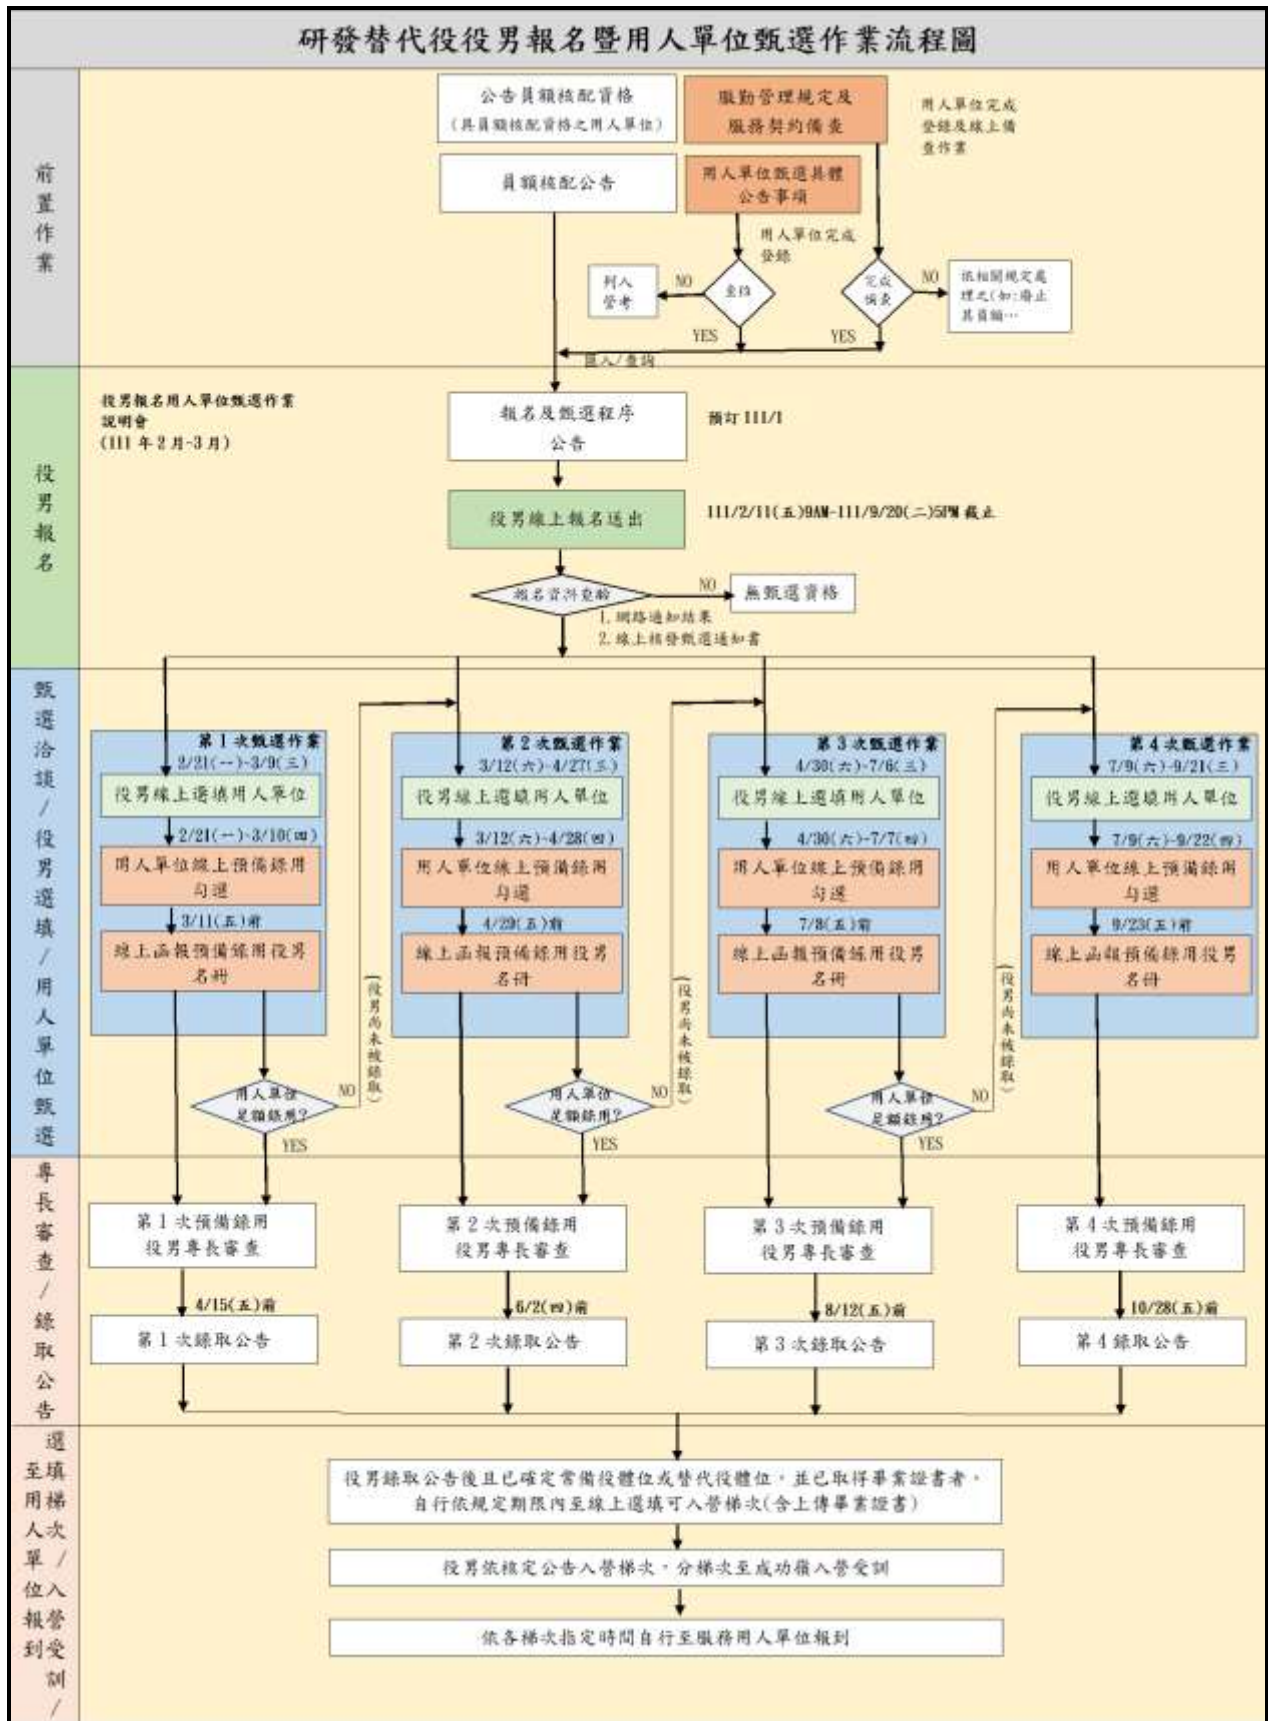 研發替代役役男報名暨用人單位甄選作業流程圖
前置作業
公告員額核配資格
(具員額核配資格之用人單位)
服勤管理規定及
服務契約備查
用人單位完成
登錄及線上備
查作業
員額核配公告
用人單位甄選具體
公告事項
用人單位完成
登錄
列入
管考
NO
查核
完成
備查
NO
依相關規定處
理之(如:廢止
其員額…
YES
YES
匯入/查詢
役男報名
役男報名用人單位甄選作業
說明會
(111 年 2 月-3 月)
報名及甄選程序
公告
預訂 111/1
役男線上報名送出
111/2/11(五)9AM-111/9/20(二)5PM 截止
報名資料查驗
NO
無甄選資格
1. 網路通知結果
2. 線上核發甄選通知書
甄選洽談/役男選填/用人單位甄選
第 1 次甄選作業
2/21(一)-3/9(三)
役男線上選填用人單位
2/21(一)-3/10(四)
用人單位線上預備錄用
勾選
3/11(五)前
線上函報預備錄用役男
名冊
用人單位
足額錄用?
NO
YES
(役男尚未被錄取)
第 2 次甄選作業
3/12(六)-4/27(三)
役男線上選填用人單位
3/12(六)-4/28(四)
用人單位線上預備錄用
勾選
4/29(五)前
線上函報預備錄用役男
名冊
用人單位
足額錄用?
NO
YES
(役男尚未被錄取)
第 3 次甄選作業
4/30(六)-7/6(三)
役男線上選填用人單位
4/30(六)-7/7(四)
用人單位線上預備錄用
勾選
7/8(五)前
線上函報預備錄用役男
名冊
用人單位
足額錄用?
NO
YES
(役男尚未被錄取)
第 4 次甄選作業
7/9(六)-9/21(三)
役男線上選填用人單位
7/9(六)-9/22(四)
用人單位線上預備錄用
勾選
9/23(五)前
線上函報預備錄用役男
名冊
專長審查/錄取公告
第 1 次預備錄用
役男專長審查
4/15(五)前
第 1 次錄取公告
第 2 次預備錄用
役男專長審查
6/2(四)前
第 2 次錄取公告
第 3 次預備錄用
役男專長審查
8/12(五)前
第 3 次錄取公告
第 4 次預備錄用
役男專長審查
10/28(五)前
第 4 錄取公告
選填梯次/入營受訓/
至用人單位報到
役男錄取公告後且已確定常備役體位或替代役體位,並已取得畢業證書者,
自行依規定期限內至線上選填可入營梯次(含上傳畢業證書)
役男依核定公告入營梯次,分梯次至成功嶺入營受訓
依各梯次指定時間自行至服務用人單位報到